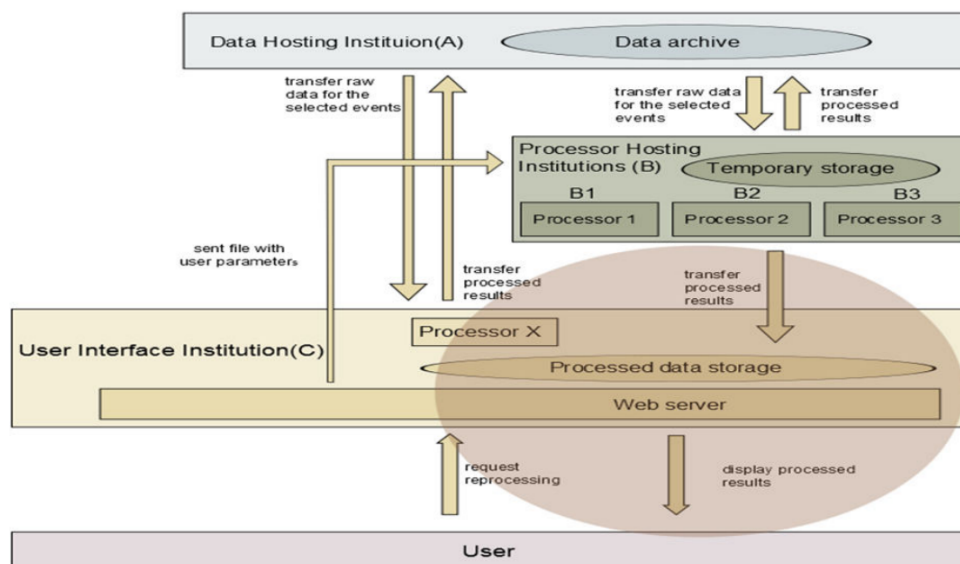 Data Hosting Instituion(A)
Data archive
transfer raw
data for the
selected events
transfer raw data
for the selected
events
transfer
processed
results
Processor Hosting
Institutions (B)
Temporary storage
B1
B2
B3
Processor 1
Processor 2
Processor 3
sent file with
user parameters
transfer
processed
results
transfer
processed
results
Processor X
User Interface Institution(C)
Processed data storage
Web server
request
reprocessing
display processed
results
User